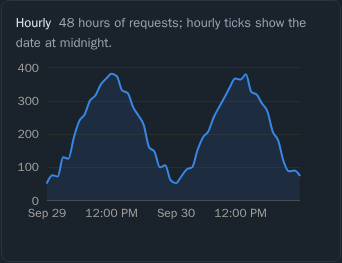 Hourly 48 hours of requests; hourly ticks show the
date at midnight.
400
300
200
100
0
Sep 29 12:00 PM Sep 30 12:00 PM